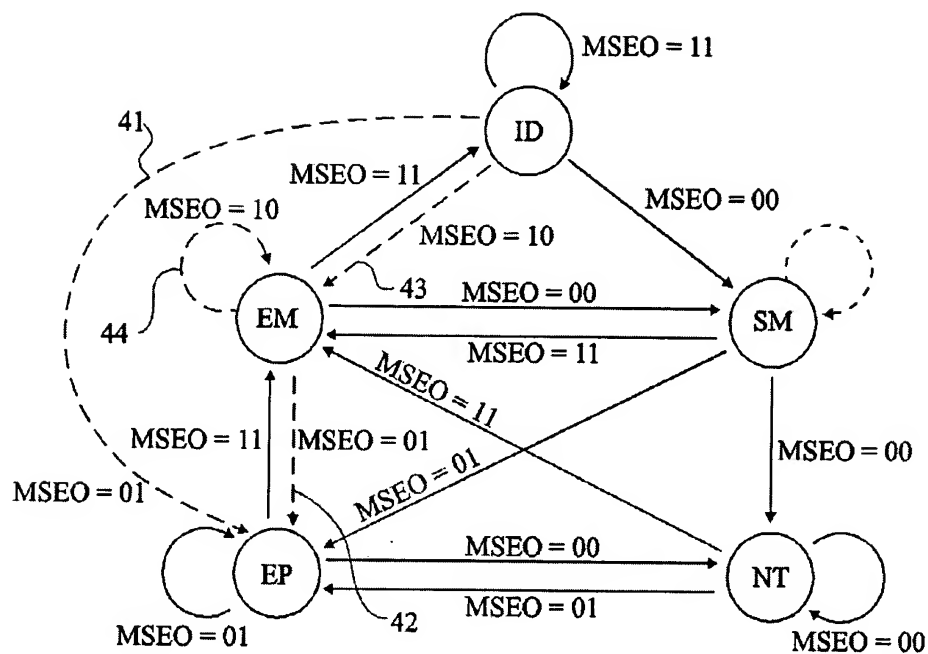 MSEO = 11
ID
41
MSEO = 11
MSEO = 00
MSEO = 10
MSEO = 10
43
44
EM
MSEO = 00
SM
MSEO = 11
MSEO = 11
MSEO = 11
MSEO = 01
MSEO = 01
MSEO = 00
MSEO = 01
EP
MSEO = 00
NT
MSEO = 01
42
MSEO = 01
MSEO = 00